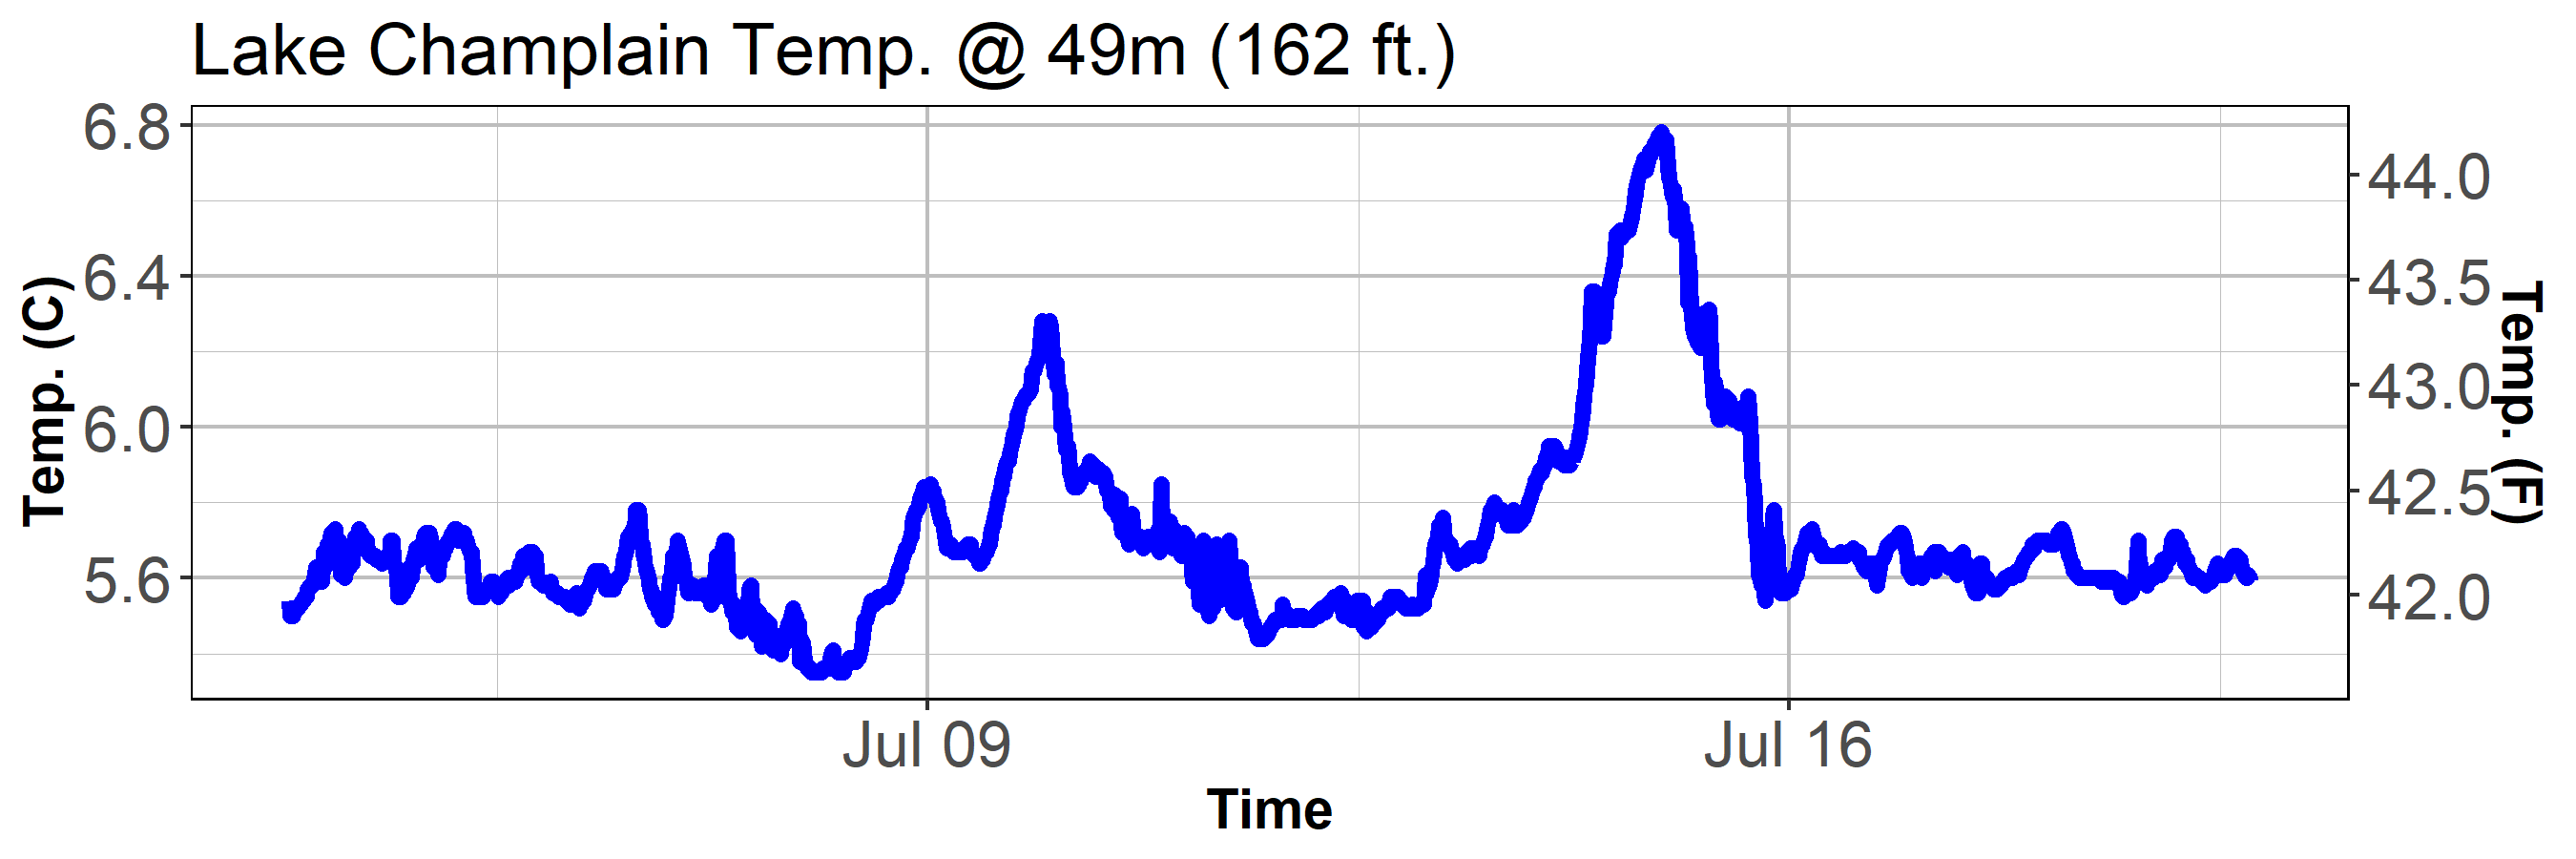 Lake Champlain Temp. @ 49m (162 ft.)
Temp. (C)
6.8
6.4
6.0
5.6
44.0
43.5
43.0
42.5
42.0
Temp. (F)
Jul 09
Jul 16
Time